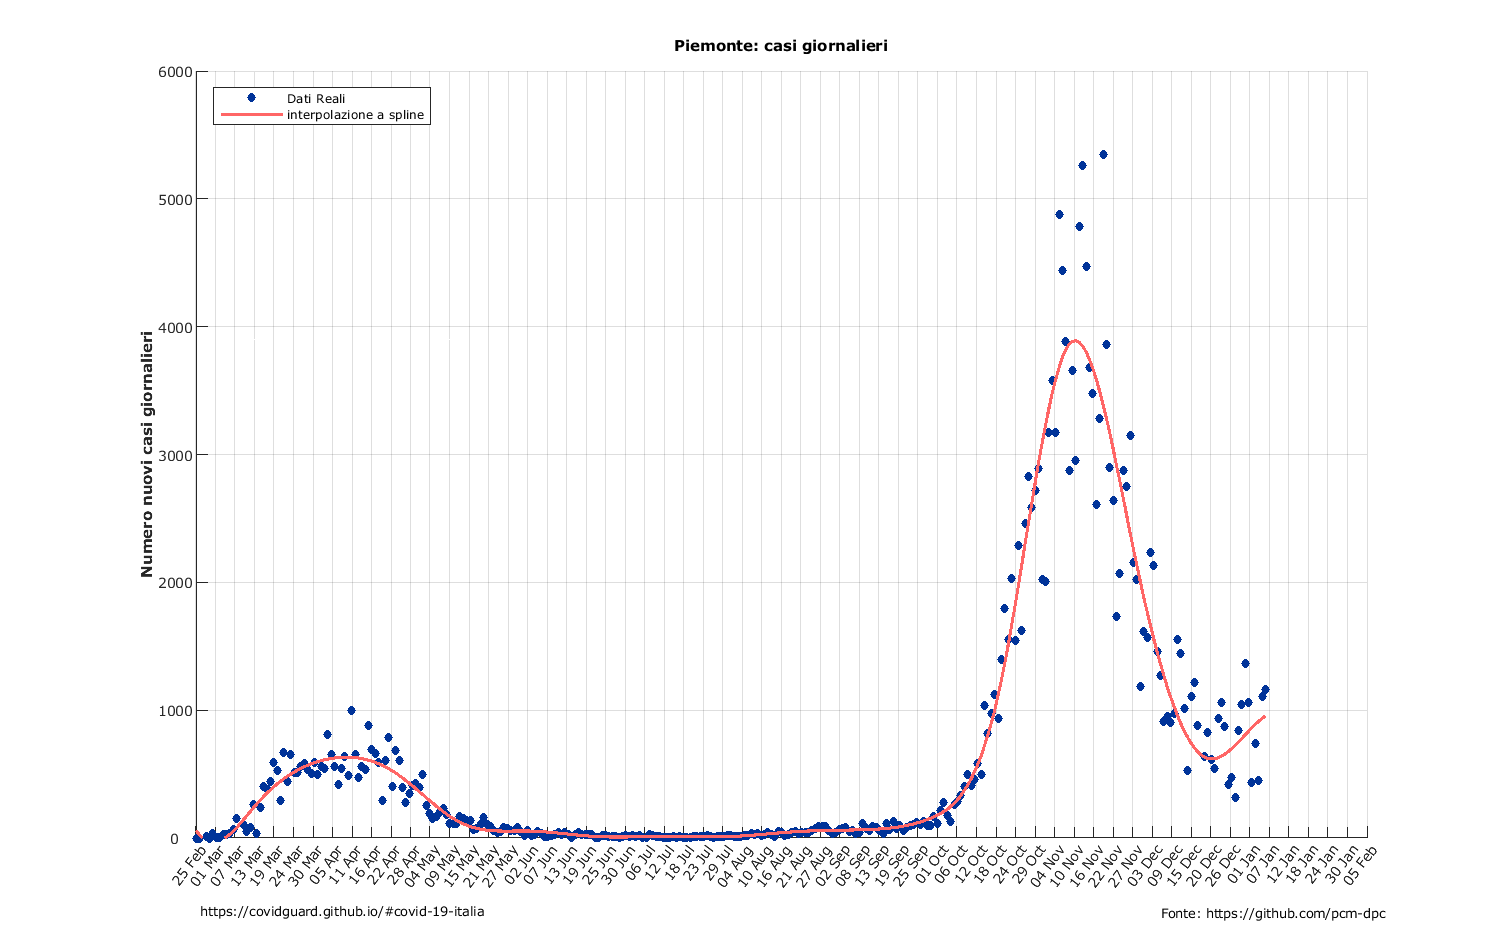 Piemonte: casi giornalieri
6000
5000
4000
3000
2000
1000
0
Numero nuovi casi giornalieri
Dati Reali
interpolazione a spline
25 Feb
01 Mar
07 Mar
13 Mar
19 Mar
24 Mar
30 Mar
05 Apr
11 Apr
16 Apr
22 Apr
28 Apr
04 May
09 May
15 May
21 May
27 May
02 Jun
07 Jun
13 Jun
19 Jun
25 Jun
30 Jun
06 Jul
12 Jul
18 Jul
23 Jul
29 Jul
04 Aug
10 Aug
16 Aug
21 Aug
27 Aug
02 Sep
08 Sep
13 Sep
19 Sep
25 Sep
01 Oct
06 Oct
12 Oct
18 Oct
24 Oct
29 Oct
04 Nov
10 Nov
16 Nov
22 Nov
27 Nov
03 Dec
09 Dec
15 Dec
20 Dec
26 Dec
01 Jan
07 Jan
12 Jan
18 Jan
24 Jan
30 Jan
05 Feb
https://covidguard.github.io/#covid-19-italia
Fonte: https://github.com/pcm-dpc